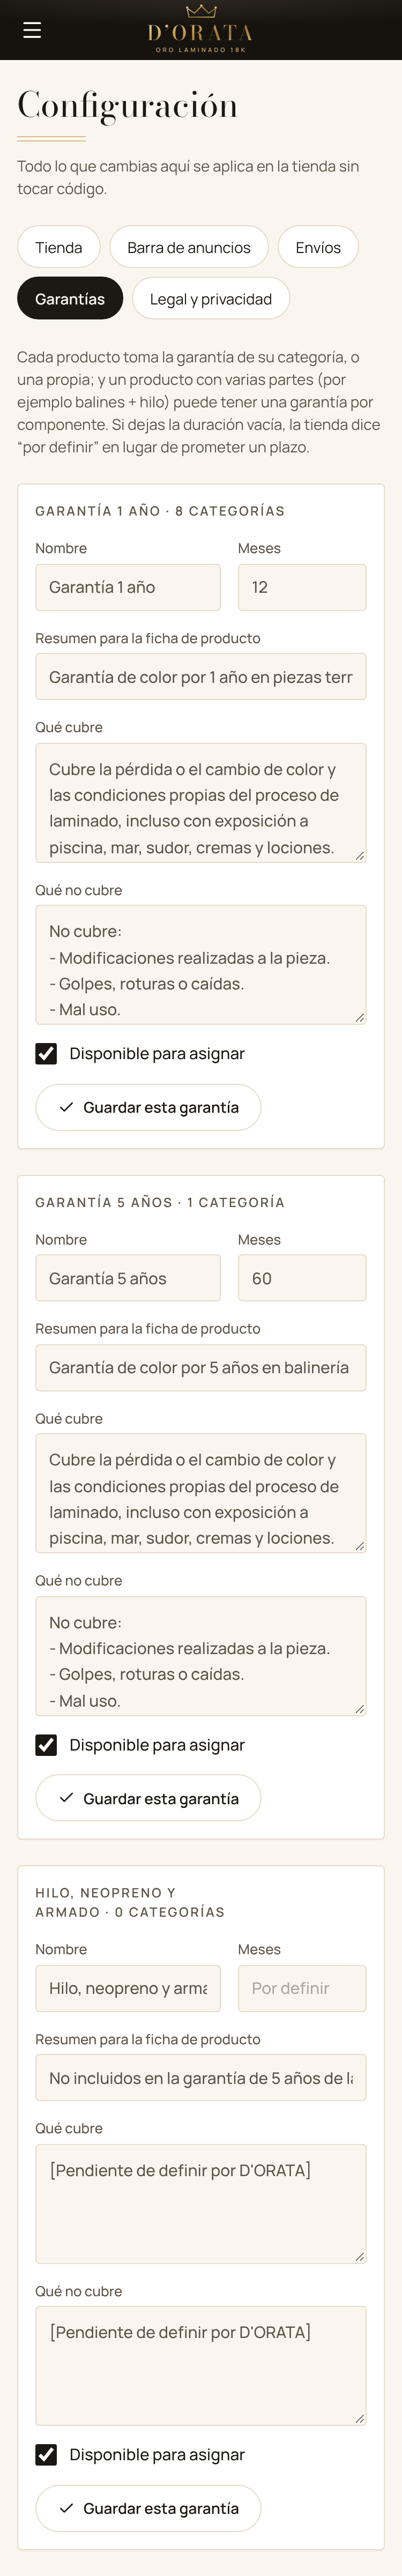 D'ORATA
ORO LAMINADO 18K
Configuración
Todo lo que cambias aquí se aplica en la tienda sin
tocar código.
Tienda
Barra de anuncios
Envíos
Garantías
Legal y privacidad
Cada producto toma la garantía de su categoría, o
una propia; y un producto con varias partes (por
ejemplo balines + hilo) puede tener una garantía por
componente. Si dejas la duración vacía, la tienda dice
“por definir” en lugar de prometer un plazo.
GARANTÍA 1 AÑO · 8 CATEGORÍAS
Nombre
Meses
Garantía 1 año
12
Resumen para la ficha de producto
Garantía de color por 1 año en piezas terr
Qué cubre
Cubre la pérdida o el cambio de color y
las condiciones propias del proceso de
laminado, incluso con exposición a
piscina, mar, sudor, cremas y lociones.
Qué no cubre
No cubre:
- Modificaciones realizadas a la pieza.
- Golpes, roturas o caídas.
- Mal uso.
Disponible para asignar
Guardar esta garantía
GARANTÍA 5 AÑOS · 1 CATEGORÍA
Nombre
Meses
Garantía 5 años
60
Resumen para la ficha de producto
Garantía de color por 5 años en balinería
Qué cubre
Cubre la pérdida o el cambio de color y
las condiciones propias del proceso de
laminado, incluso con exposición a
piscina, mar, sudor, cremas y lociones.
Qué no cubre
No cubre:
- Modificaciones realizadas a la pieza.
- Golpes, roturas o caídas.
- Mal uso.
Disponible para asignar
Guardar esta garantía
HILO, NEOPRENO Y
ARMADO · 0 CATEGORÍAS
Nombre
Meses
Hilo, neopreno y arma
Por definir
Resumen para la ficha de producto
No incluidos en la garantía de 5 años de la
Qué cubre
[Pendiente de definir por D'ORATA]
Qué no cubre
[Pendiente de definir por D'ORATA]
Disponible para asignar
Guardar esta garantía